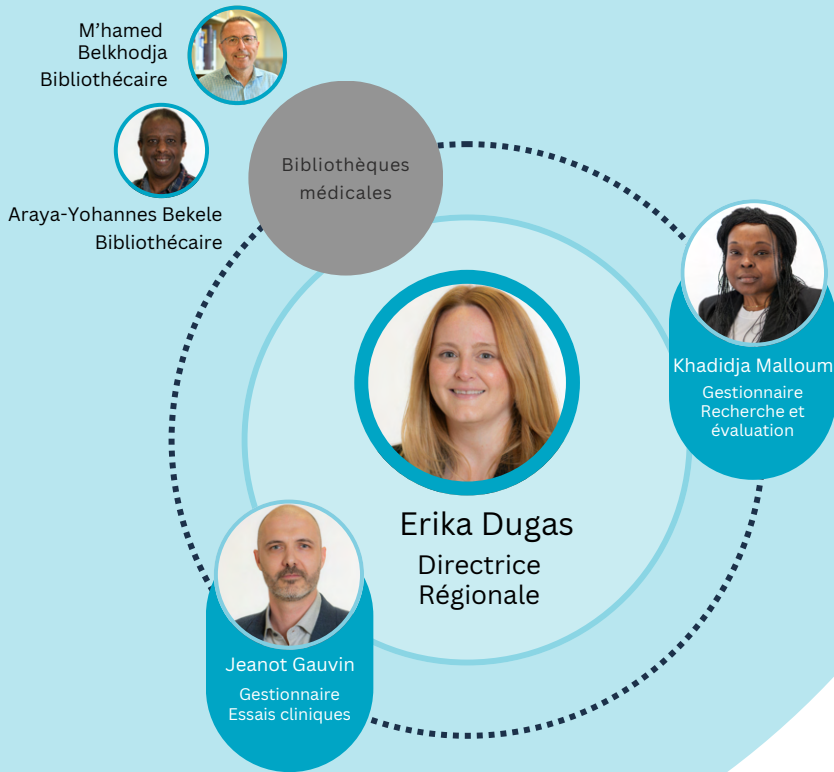 M’hamed
Belkhodja
Bibliothécaire
Araya-Yohannes Bekele
Bibliothécaire
Bibliothèques
médicales
Khadidja Malloum
Gestionnaire
Recherche et
évaluation
Erika Dugas
Directrice
Régionale
Jeanot Gauvin
Gestionnaire
Essais cliniques